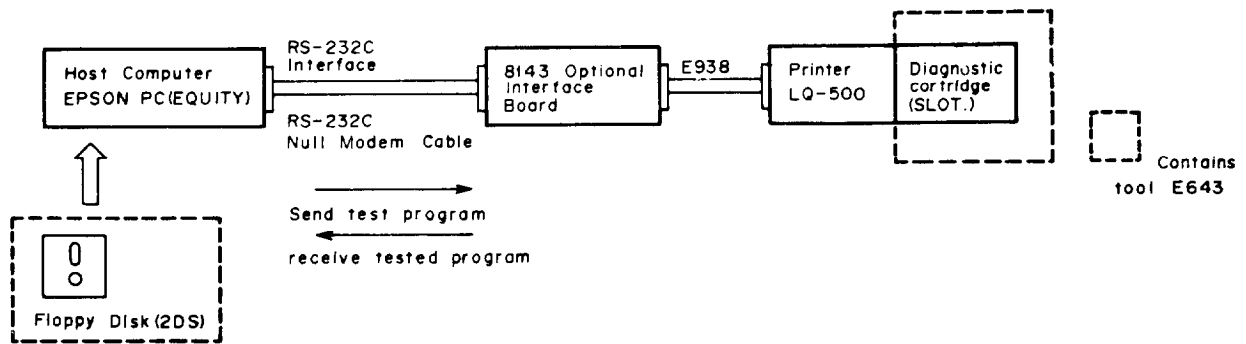 RS-232C
Interface
Host Computer
EPSON PC(EQUITY)
RS-232C
Null Modem Cable
8143 Optional
Interface
Board
E938
Printer
LQ-500
Diagnostic
cartridge
(SLOT.)
Contains
tool E643
Send test program
receive tested program
Floppy Disk(2DS)